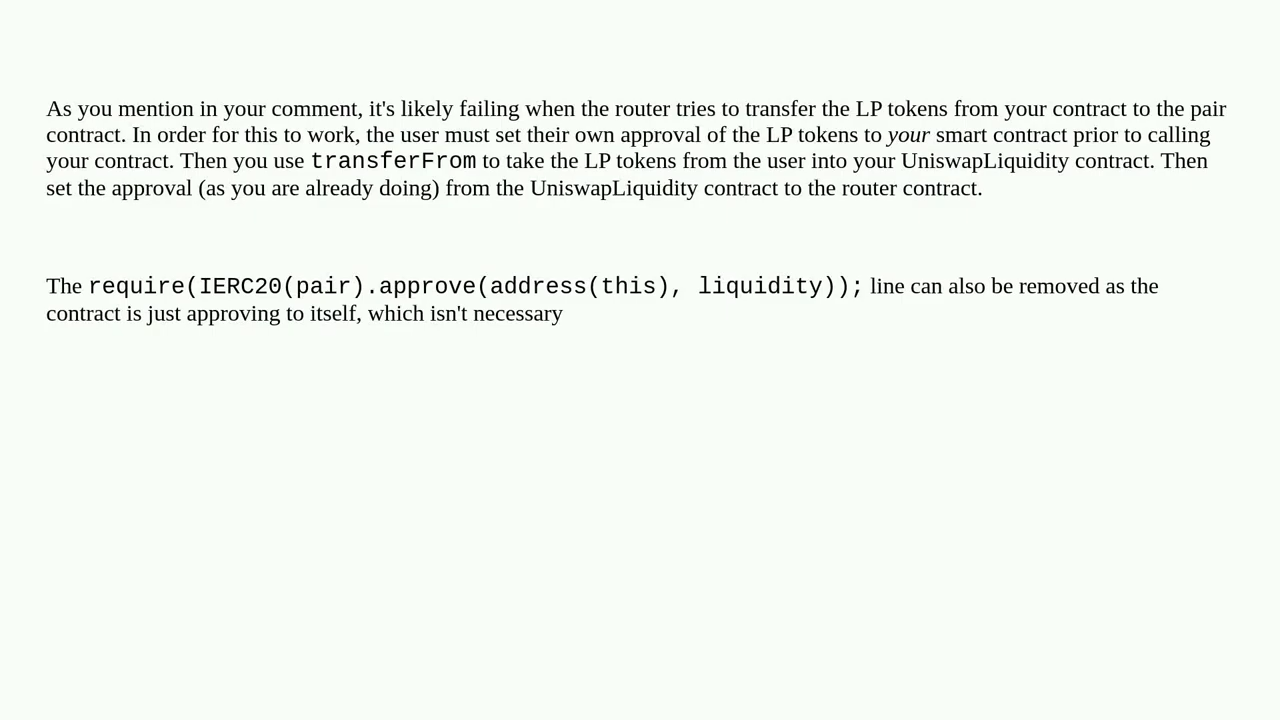 As you mention in your comment, it's likely failing when the router tries to transfer the LP tokens from your contract to the pair
contract. In order for this to work, the user must set their own approval of the LP tokens to your smart contract prior to calling
your contract. Then you use transferFrom to take the LP tokens from the user into your UniswapLiquidity contract. Then
set the approval (as you are already doing) from the UniswapLiquidity contract to the router contract.
The require(IERC20(pair).approve(address(this), liquidity)); line can also be removed as the
contract is just approving to itself, which isn't necessary